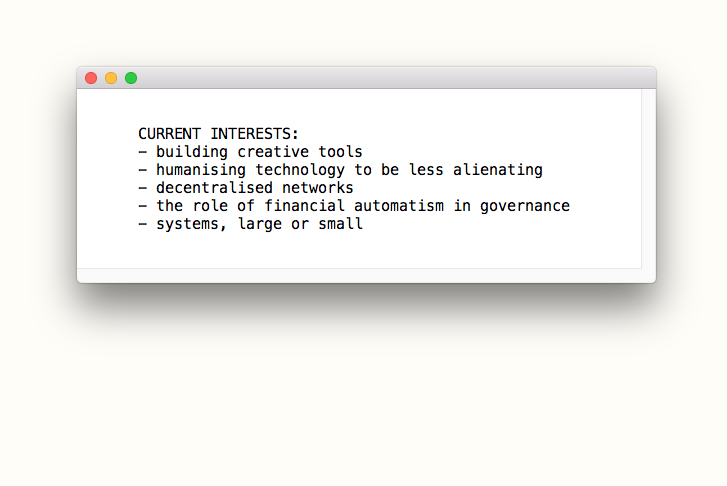 CURRENT INTERESTS:
– building creative tools
– humanising technology to be less alienating
– decentralised networks
– the role of financial automatism in governance
– systems, large or small